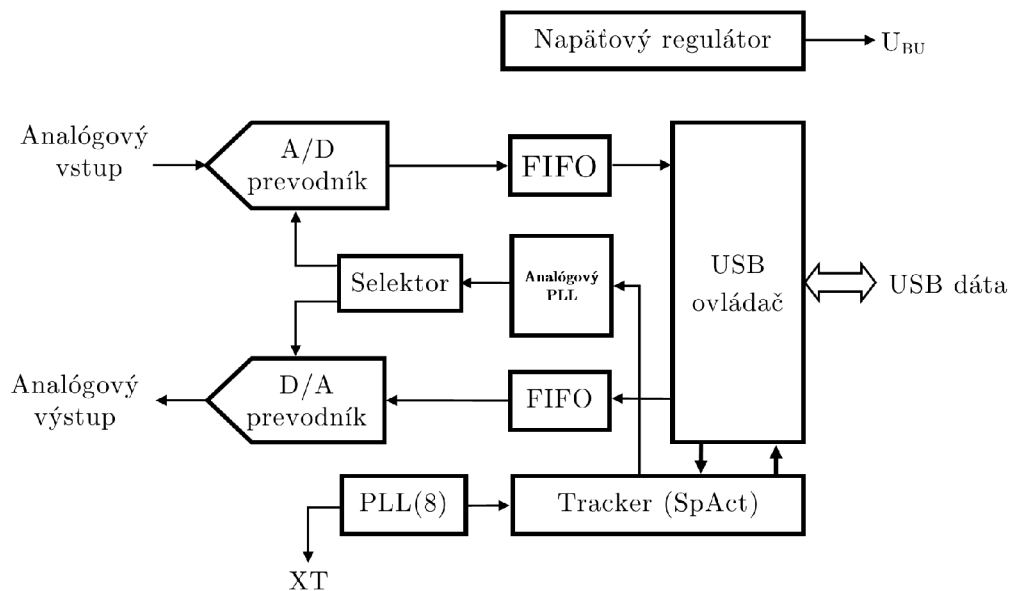 Napäťový regulátor
U_BU
Analógový
vstup
A/D
prevodník
FIFO
USB
ovládač
USB dáta
Selektor
Analógový
PLL
Analógový
výstup
D/A
prevodník
FIFO
PLL(8)
Tracker (SpAct)
XT